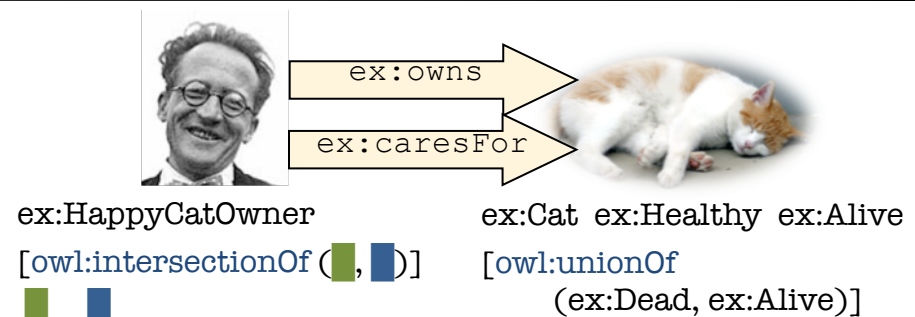 ex:owns
ex:caresFor
ex:HappyCatOwner
ex:Cat ex:Healthy ex:Alive
[owl:intersectionOf ( , )]
[owl:unionOf
(ex:Dead, ex:Alive)]